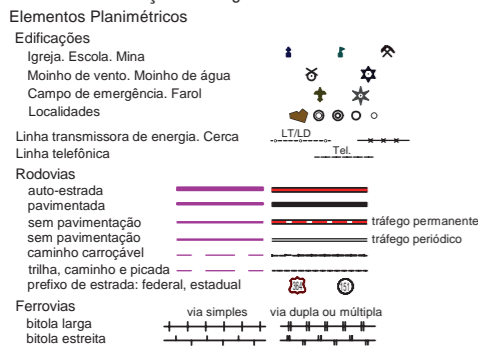 Elementos Planimétricos
Edificações
Igreja. Escola. Mina
Moinho de vento. Moinho de água
Campo de emergência. Farol
Localidades
Linha transmissora de energia. Cerca LT/LD
Linha telefônica Tel.
Rodovias
auto-estrada
pavimentada
sem pavimentação tráfego permanente
sem pavimentação tráfego periódico
caminho carroçável
trilha, caminho e picada
prefixo de estrada: federal, estadual 364 151
Ferrovias via simples via dupla ou múltipla
bitola larga
bitola estreita